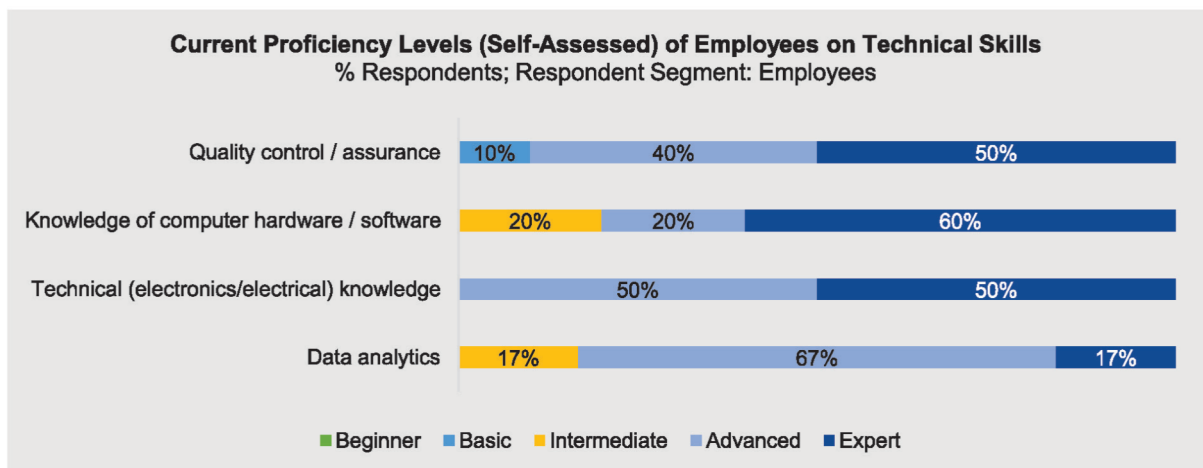 Current Proficiency Levels (Self-Assessed) of Employees on Technical Skills
% Respondents; Respondent Segment: Employees
Quality control / assurance 10% 40% 50%
Knowledge of computer hardware / software 20% 20% 60%
Technical (electronics/electrical) knowledge 50% 50%
Data analytics 17% 67% 17%
Beginner Basic Intermediate Advanced Expert